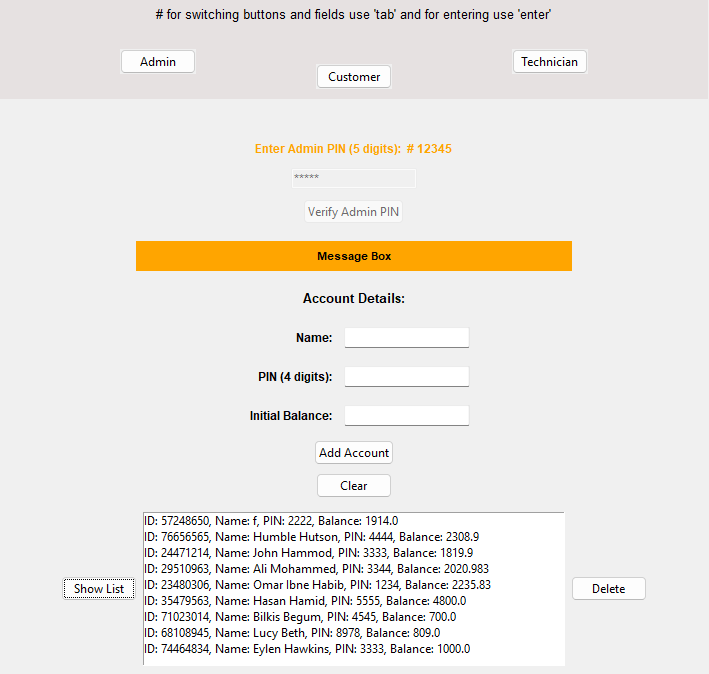 # for switching buttons and fields use 'tab' and for entering use 'enter'
Admin
Customer
Technician
Enter Admin PIN (5 digits): # 12345
*****
Verify Admin PIN
Message Box
Account Details:
Name:
PIN (4 digits):
Initial Balance:
Add Account
Clear
ID: 57248650, Name: f, PIN: 2222, Balance: 1914.0
ID: 76656565, Name: Humble Hutson, PIN: 4444, Balance: 2308.9
ID: 24471214, Name: John Hammod, PIN: 3333, Balance: 1819.9
ID: 29510963, Name: Ali Mohammed, PIN: 3344, Balance: 2020.983
ID: 23480306, Name: Omar Ibne Habib, PIN: 1234, Balance: 2235.83
ID: 35479563, Name: Hasan Hamid, PIN: 5555, Balance: 4800.0
ID: 71023014, Name: Bilkis Begum, PIN: 4545, Balance: 700.0
ID: 68108945, Name: Lucy Beth, PIN: 8978, Balance: 809.0
ID: 74464834, Name: Eylen Hawkins, PIN: 3333, Balance: 1000.0
Show List
Delete